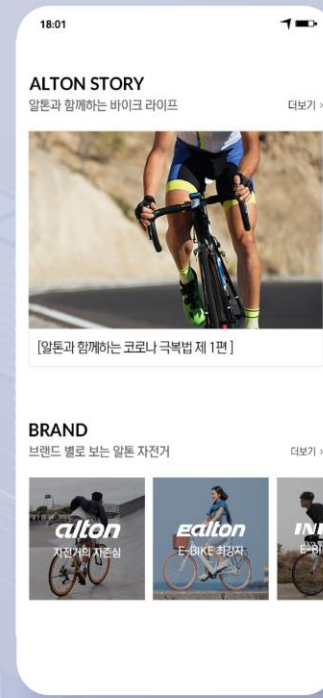 18:01
ALTON STORY
알톤과 함께하는 바이크 라이프
더보기 ›
[알톤과 함께하는 코로나 극복법 제 1편 ]
BRAND
브랜드 별로 보는 알톤 자전거
더보기 ›
alton
자전거의 자존심
ealton
E-BIKE 최강자